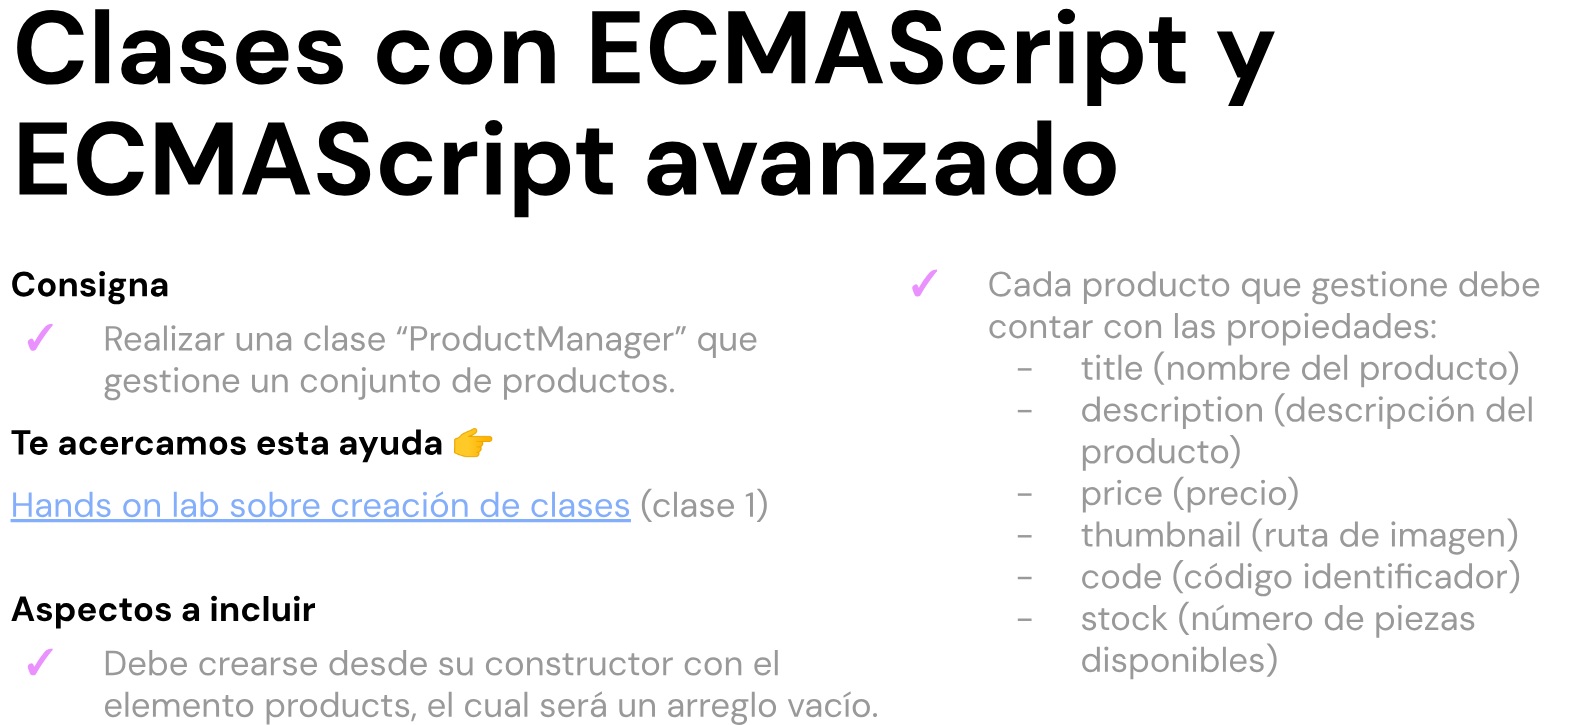 Clases con ECMAScript y
ECMAScript avanzado
Consigna
✓ Realizar una clase “ProductManager” que
gestione un conjunto de productos.
Te acercamos esta ayuda 👉
Hands on lab sobre creación de clases (clase 1)
Aspectos a incluir
✓ Debe crearse desde su constructor con el
elemento products, el cual será un arreglo vacío.
✓ Cada producto que gestione debe
contar con las propiedades:
- title (nombre del producto)
- description (descripción del
producto)
- price (precio)
- thumbnail (ruta de imagen)
- code (código identificador)
- stock (número de piezas
disponibles)